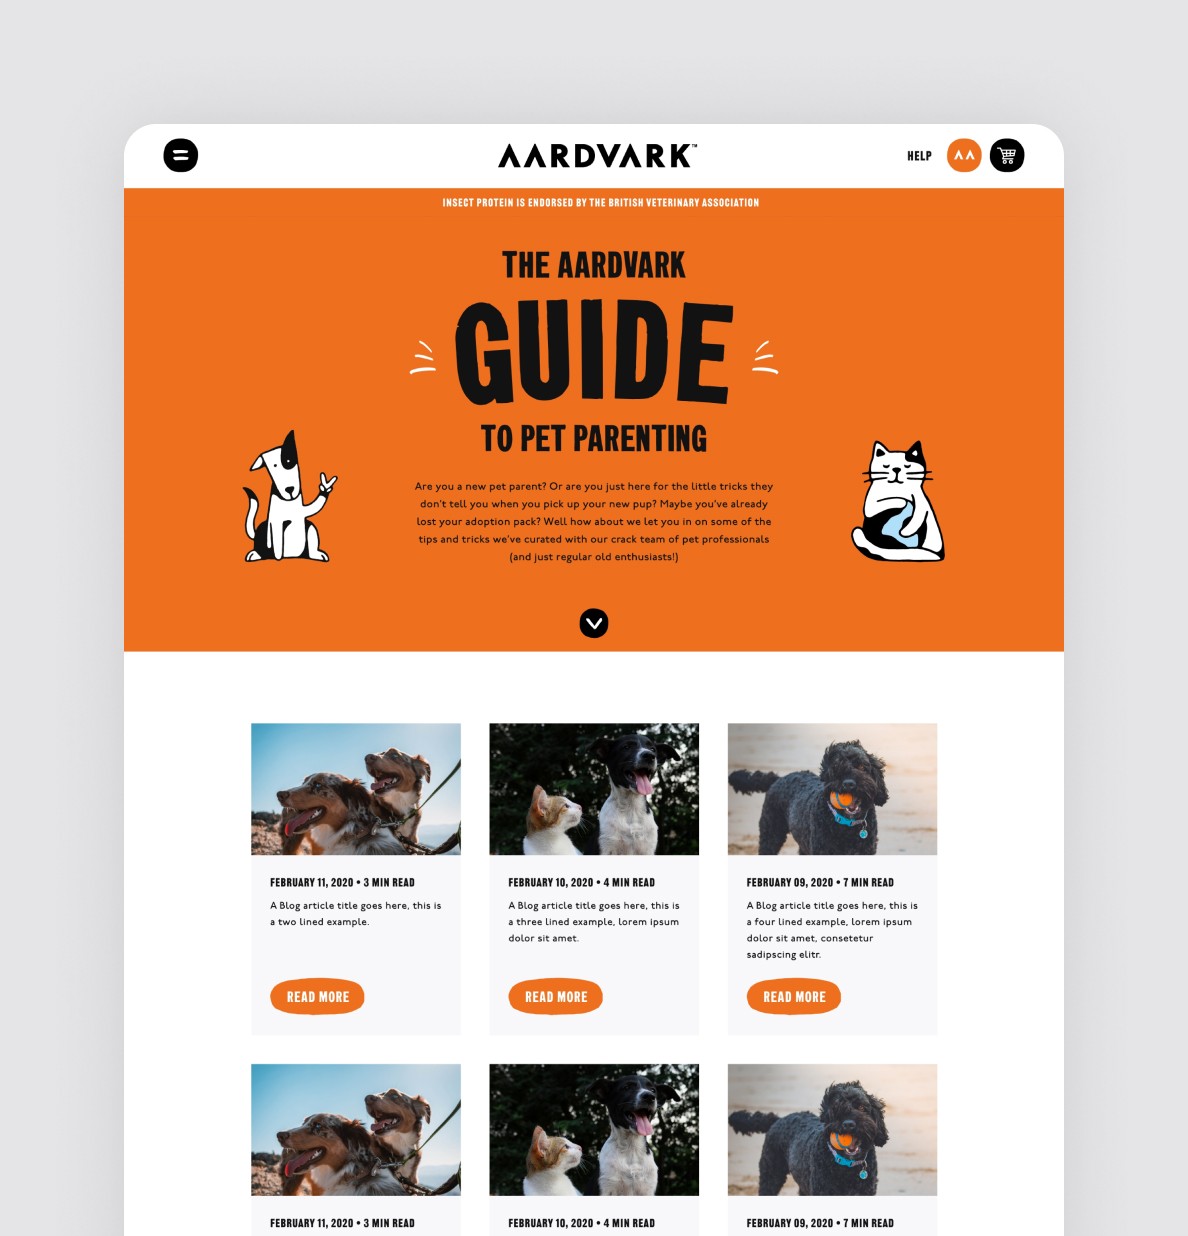 AARDVARK™
HELP
INSECT PROTEIN IS ENDORSED BY THE BRITISH VETERINARY ASSOCIATION
THE AARDVARK
GUIDE
TO PET PARENTING
Are you a new pet parent? Or are you just here for the little tricks they
don't tell you when you pick up your new pup? Maybe you've already
lost your adoption pack? Well how about we let you in on some of the
tips and tricks we've curated with our crack team of pet professionals
(and just regular old enthusiasts!)
FEBRUARY 11, 2020 • 3 MIN READ
A Blog article title goes here, this is
a two lined example.
READ MORE
FEBRUARY 10, 2020 • 4 MIN READ
A Blog article title goes here, this is
a three lined example, lorem ipsum
dolor sit amet.
READ MORE
FEBRUARY 09, 2020 • 7 MIN READ
A Blog article title goes here, this is
a four lined example, lorem ipsum
dolor sit amet, consetetur
sadipscing elitr.
READ MORE
FEBRUARY 11, 2020 • 3 MIN READ
FEBRUARY 10, 2020 • 4 MIN READ
FEBRUARY 09, 2020 • 7 MIN READ